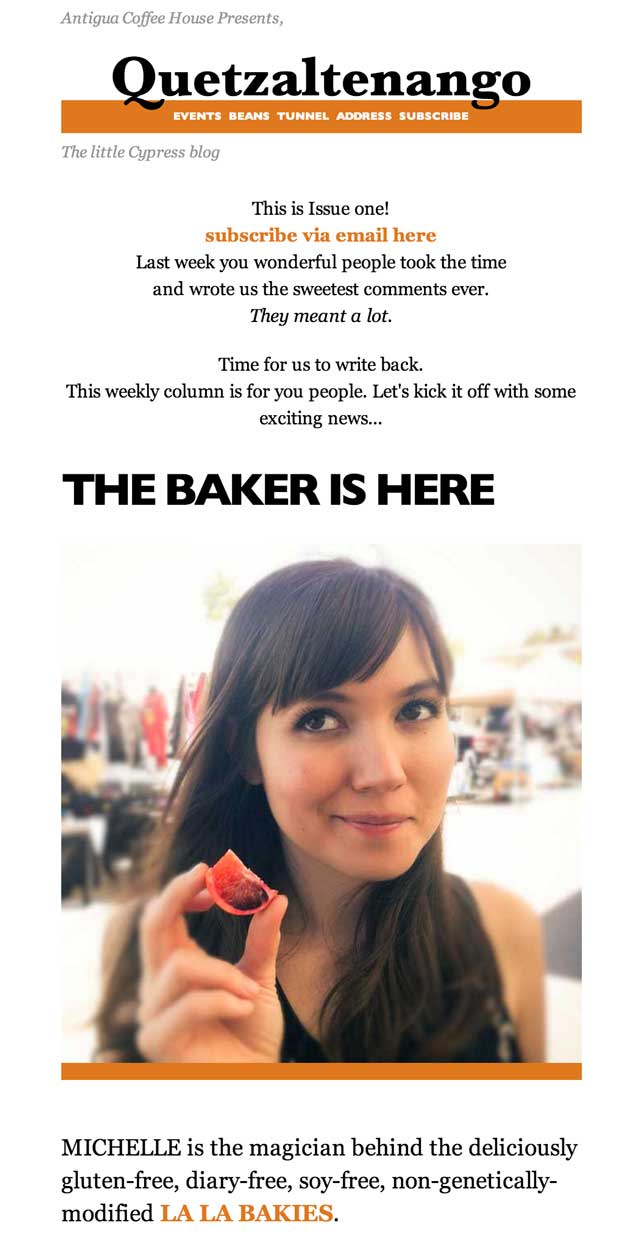 Antigua Coffee House Presents,
Quetzaltenango
EVENTS BEANS TUNNEL ADDRESS SUBSCRIBE
The little Cypress blog
This is Issue one!
subscribe via email here
Last week you wonderful people took the time
and wrote us the sweetest comments ever.
They meant a lot.
Time for us to write back.
This weekly column is for you people. Let's kick it off with some
exciting news...
THE BAKER IS HERE
MICHELLE is the magician behind the deliciously
gluten-free, diary-free, soy-free, non-genetically-
modified LA LA BAKIES.